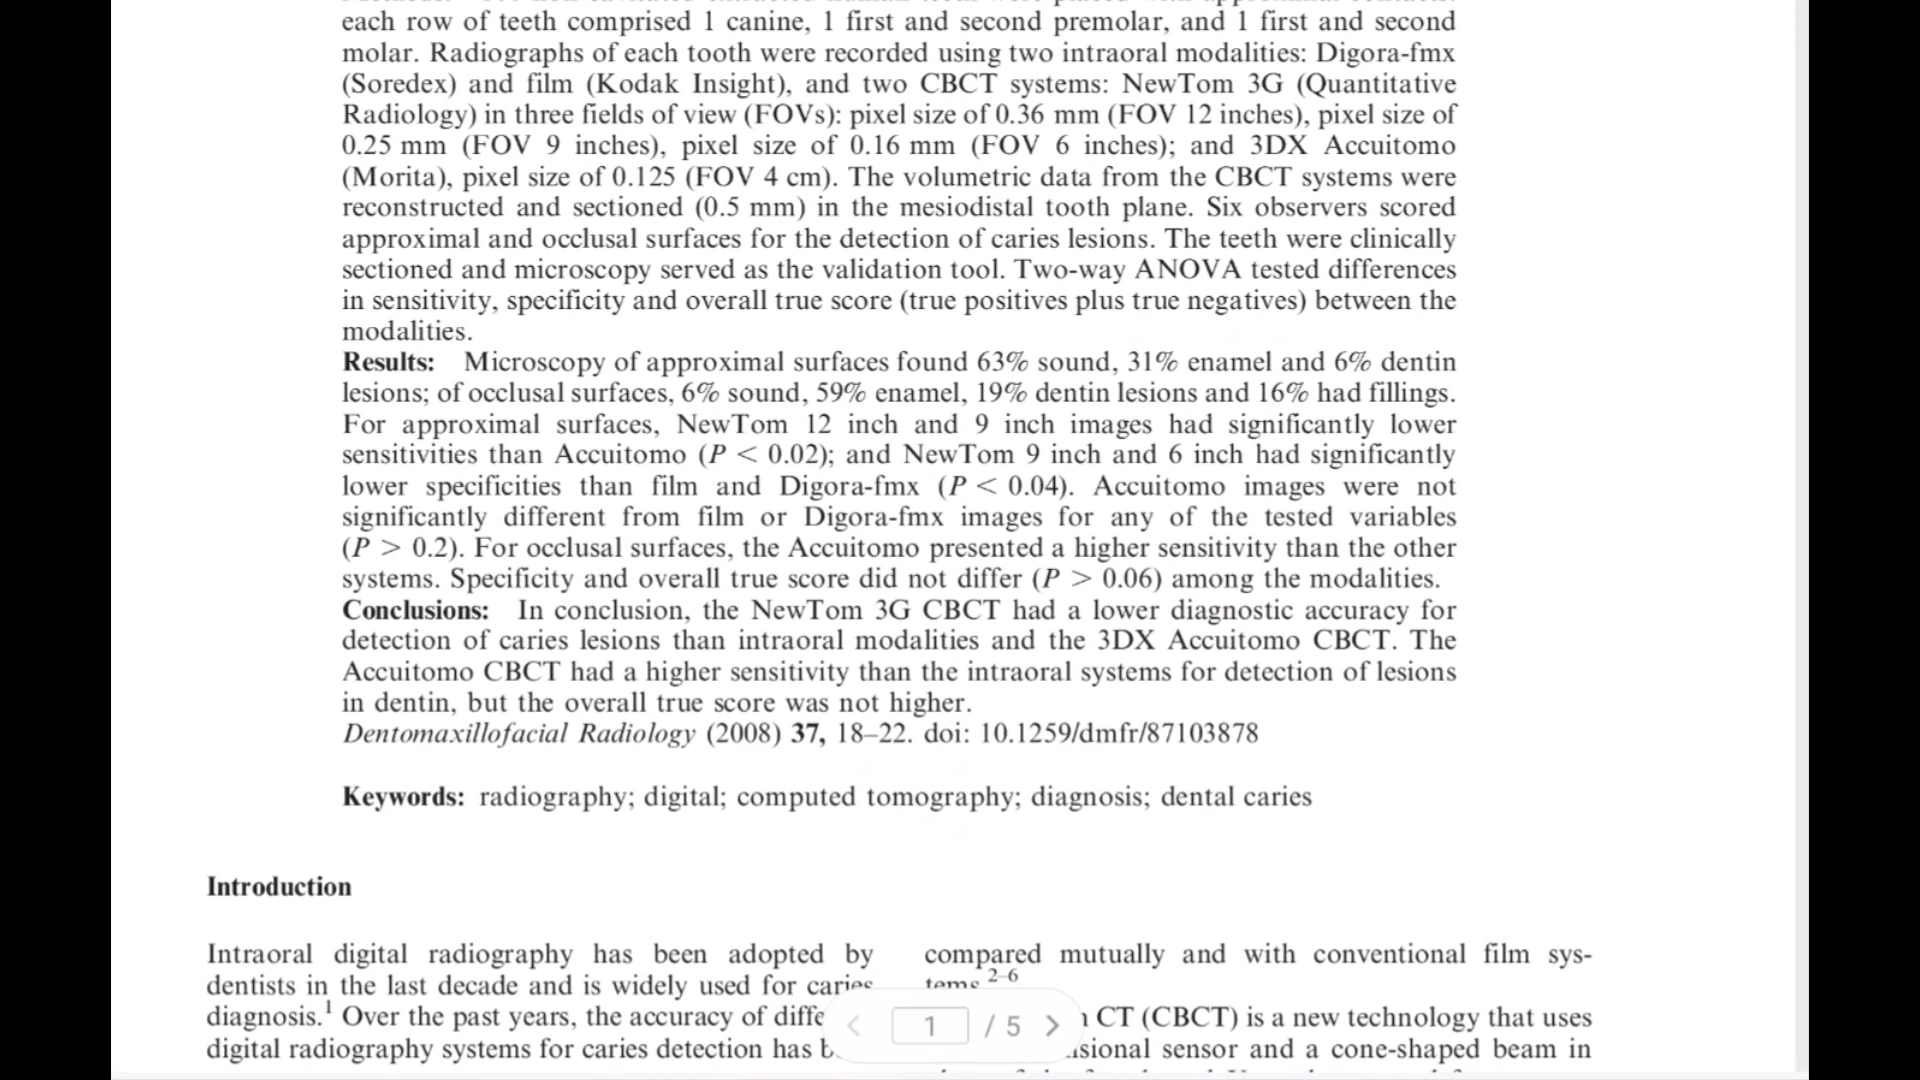 each row of teeth comprised 1 canine, 1 first and second premolar, and 1 first and second
molar. Radiographs of each tooth were recorded using two intraoral modalities: Digora-fmx
(Soredex) and film (Kodak Insight), and two CBCT systems: NewTom 3G (Quantitative
Radiology) in three fields of view (FOVs): pixel size of 0.36 mm (FOV 12 inches), pixel size of
0.25 mm (FOV 9 inches), pixel size of 0.16 mm (FOV 6 inches); and 3DX Accuitomo
(Morita), pixel size of 0.125 (FOV 4 cm). The volumetric data from the CBCT systems were
reconstructed and sectioned (0.5 mm) in the mesiodistal tooth plane. Six observers scored
approximal and occlusal surfaces for the detection of caries lesions. The teeth were clinically
sectioned and microscopy served as the validation tool. Two-way ANOVA tested differences
in sensitivity, specificity and overall true score (true positives plus true negatives) between the
modalities.
Results: Microscopy of approximal surfaces found 63% sound, 31% enamel and 6% dentin
lesions; of occlusal surfaces, 6% sound, 59% enamel, 19% dentin lesions and 16% had fillings.
For approximal surfaces, NewTom 12 inch and 9 inch images had significantly lower
sensitivities than Accuitomo (P < 0.02); and NewTom 9 inch and 6 inch had significantly
lower specificities than film and Digora-fmx (P < 0.04). Accuitomo images were not
significantly different from film or Digora-fmx images for any of the tested variables
(P > 0.2). For occlusal surfaces, the Accuitomo presented a higher sensitivity than the other
systems. Specificity and overall true score did not differ (P > 0.06) among the modalities.
Conclusions: In conclusion, the NewTom 3G CBCT had a lower diagnostic accuracy for
detection of caries lesions than intraoral modalities and the 3DX Accuitomo CBCT. The
Accuitomo CBCT had a higher sensitivity than the intraoral systems for detection of lesions
in dentin, but the overall true score was not higher.
Dentomaxillofacial Radiology (2008) 37, 18–22. doi: 10.1259/dmfr/87103878
Keywords: radiography; digital; computed tomography; diagnosis; dental caries
Introduction
Intraoral digital radiography has been adopted by
dentists in the last decade and is widely used for caries
diagnosis.1 Over the past years, the accuracy of diffe
digital radiography systems for caries detection has b
compared mutually and with conventional film sys-
tems.2–6
CT (CBCT) is a new technology that uses
sional sensor and a cone-shaped beam in
1 / 5